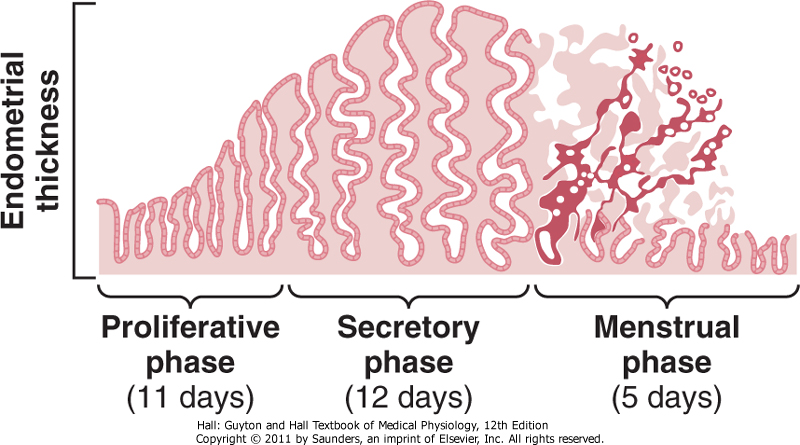 Endometrial
thickness
Proliferative
phase
(11 days)
Secretory
phase
(12 days)
Menstrual
phase
(5 days)
Hall: Guyton and Hall Textbook of Medical Physiology, 12th Edition
Copyright © 2011 by Saunders, an imprint of Elsevier, Inc. All rights reserved.